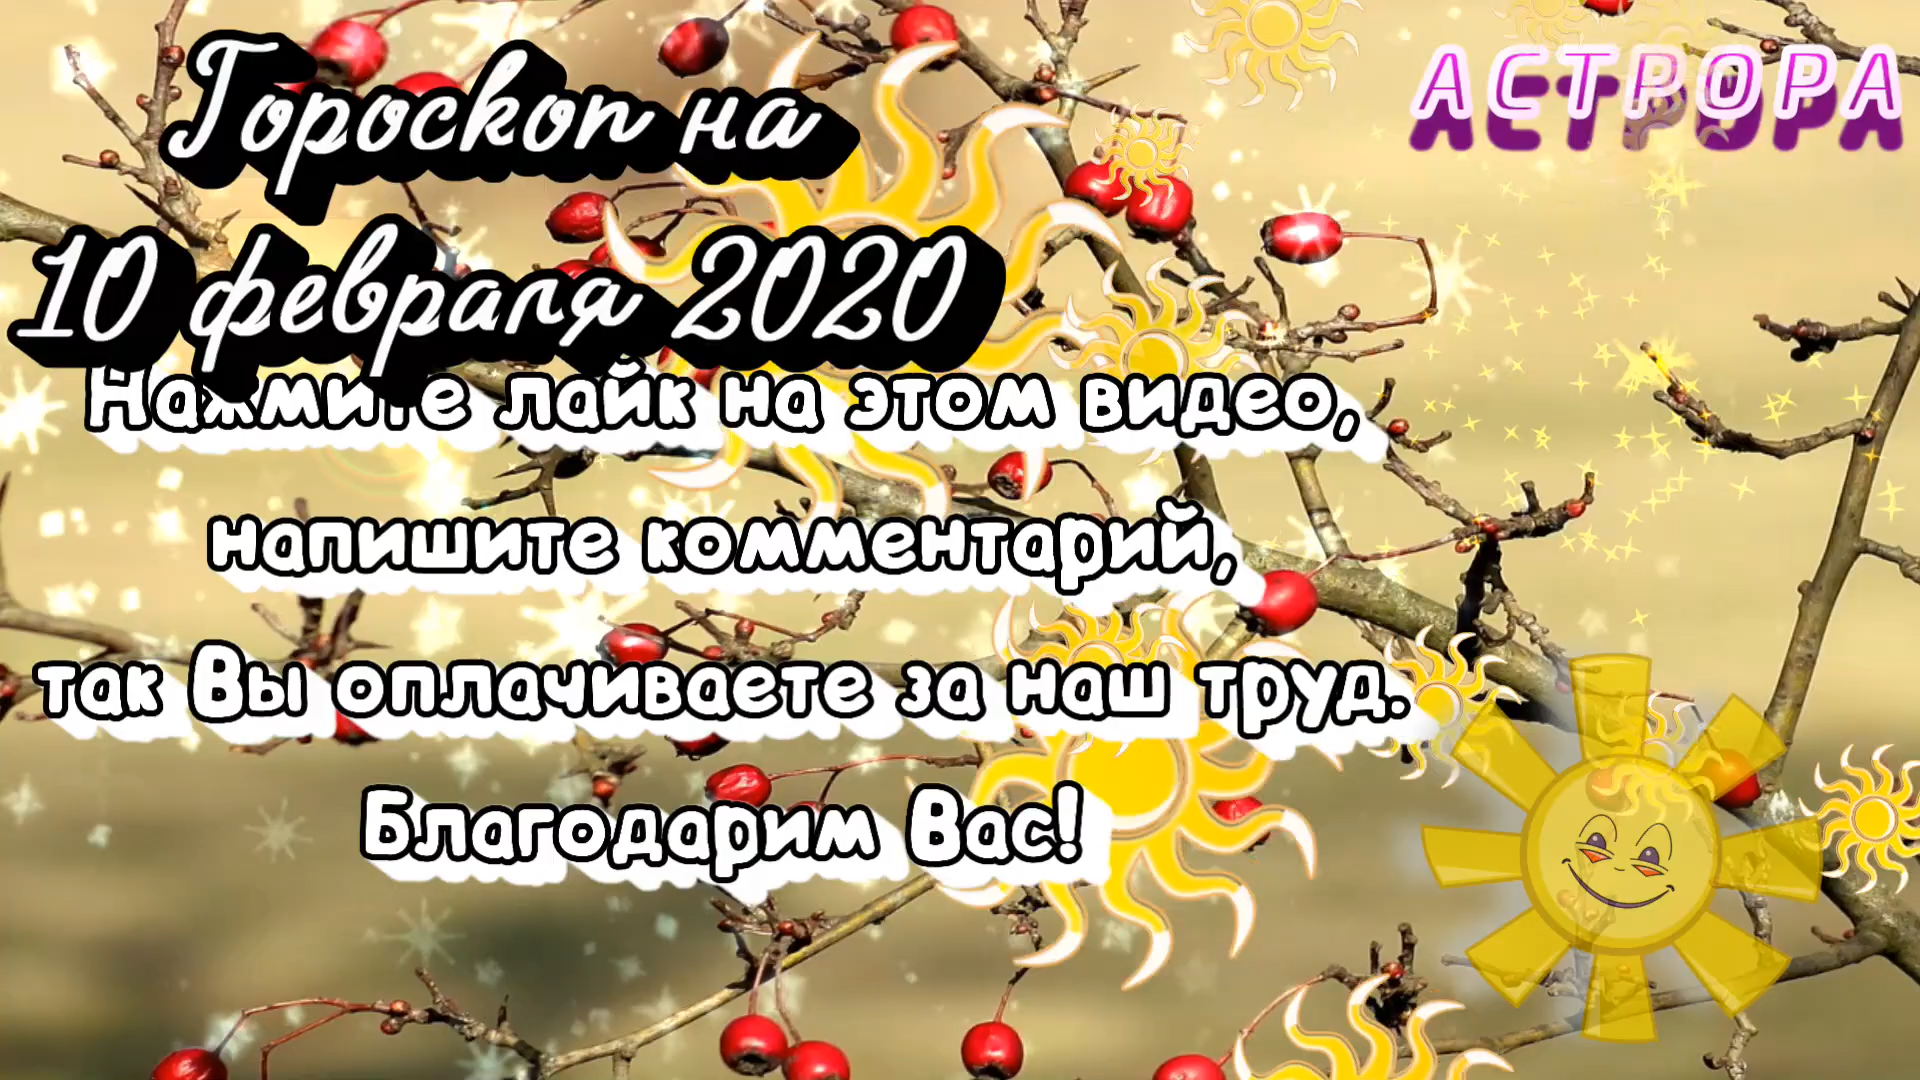 Гороскоп на
АСТРОРА
10 февраля 2020
Нажмите лайк на этом видео,
напишите комментарий,
так Вы оплачиваете за наш труд.
Благодарим Вас!